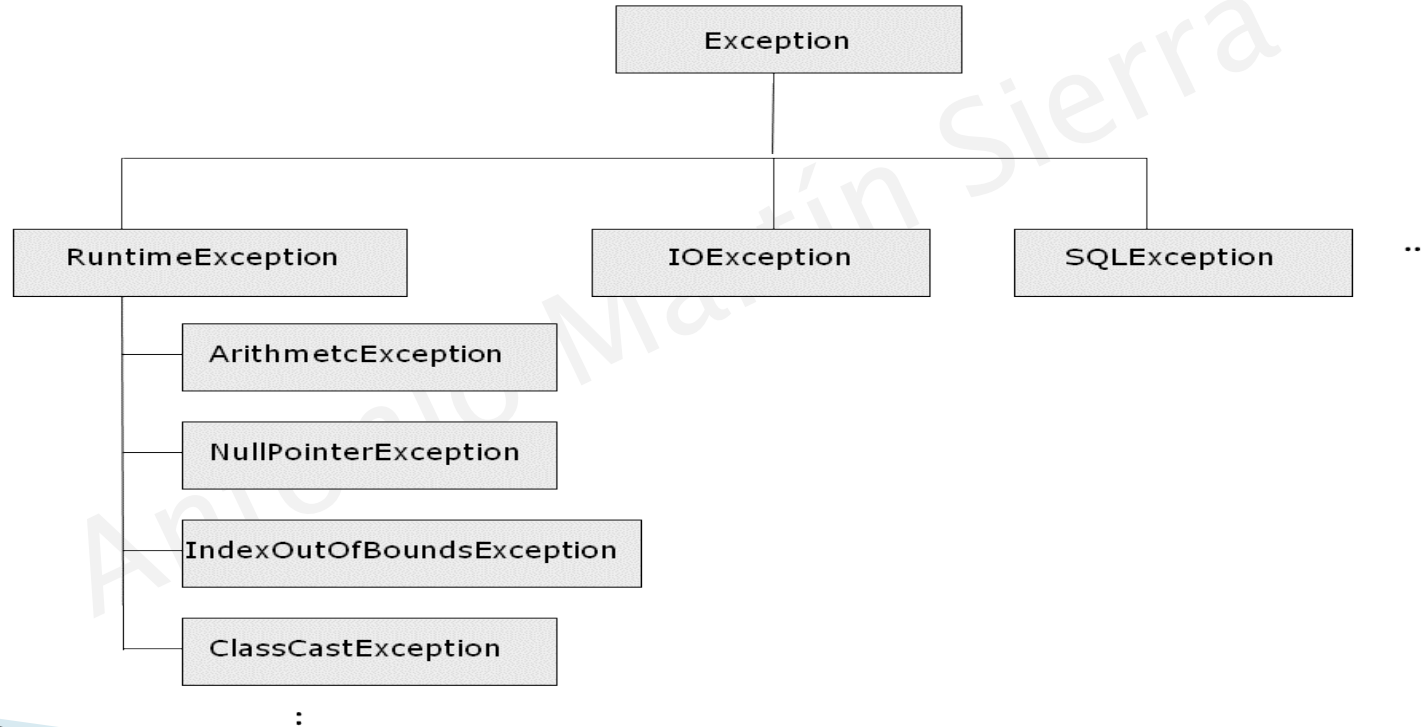 Exception
RuntimeException
IOException
SQLException
..
ArithmetcException
NullPointerException
IndexOutOfBoundsException
ClassCastException
:
Antonio Martín Sierra